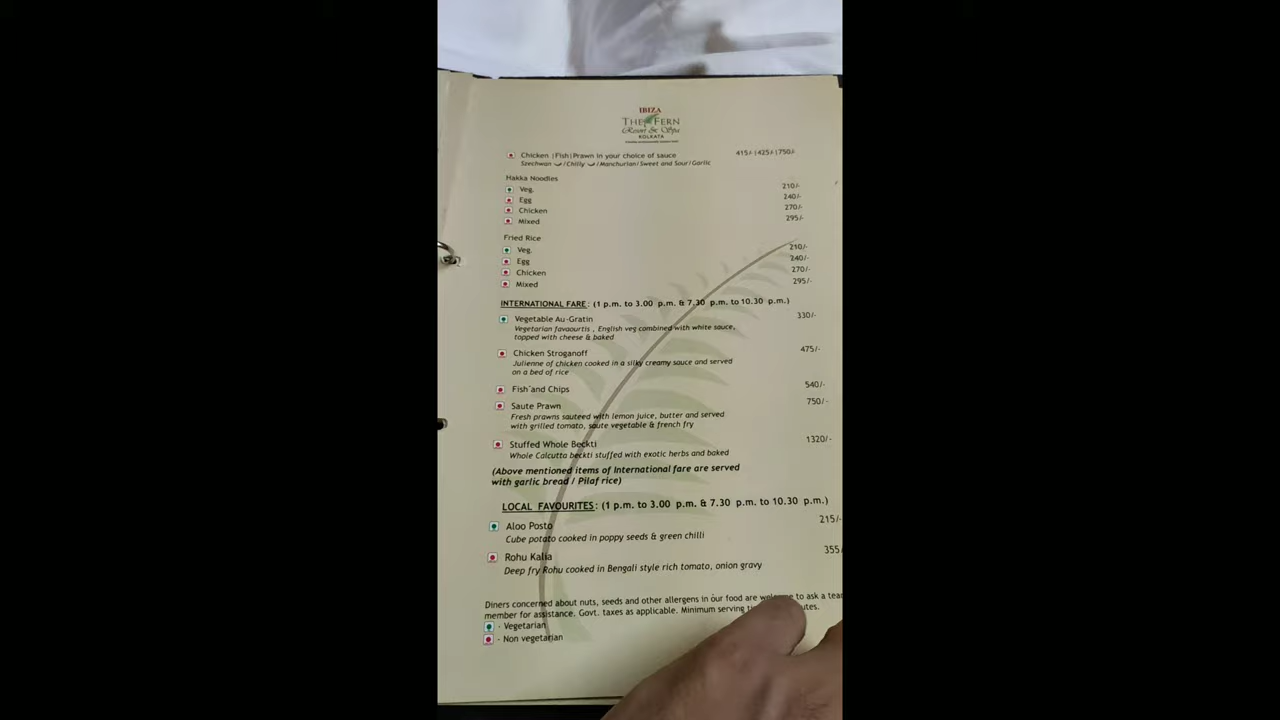 IBIZA
THE FERN
Resort & Spa
KOLKATA
Chicken |Fish|Prawn in your choice of sauce 415/-|425/-|750/-
Szechwan /Chilly /Manchurian/Sweet and Sour/Garlic
Hakka Noodles
Veg. 210/-
Egg 240/-
Chicken 270/-
Mixed 295/-
Fried Rice
Veg. 210/-
Egg 240/-
Chicken 270/-
Mixed 295/-
INTERNATIONAL FARE: (1 p.m. to 3.00 p.m. & 7.30 p.m. to 10.30 p.m.)
Vegetable Au-Gratin 330/-
Vegetarian favaourtis , English veg combined with white sauce,
topped with cheese & baked
Chicken Stroganoff 475/-
Julienne of chicken cooked in a silky creamy sauce and served
on a bed of rice
Fish and Chips 540/-
Saute Prawn 750/-
Fresh prawns sauteed with lemon juice, butter and served
with grilled tomato, saute vegetable & french fry
Stuffed Whole Beckti 1320/-
Whole Calcutta beckti stuffed with exotic herbs and baked
(Above mentioned items of International fare are served
with garlic bread / Pilaf rice)
LOCAL FAVOURITES: (1 p.m. to 3.00 p.m. & 7.30 p.m. to 10.30 p.m.)
Aloo Posto 215/-
Cube potato cooked in poppy seeds & green chilli
Rohu Kalia 355
Deep fry Rohu cooked in Bengali style rich tomato, onion gravy
Diners concerned about nuts, seeds and other allergens in our food are welcome to ask a team
member for assistance. Govt. taxes as applicable. Minimum serving
- Vegetarian
- Non vegetarian